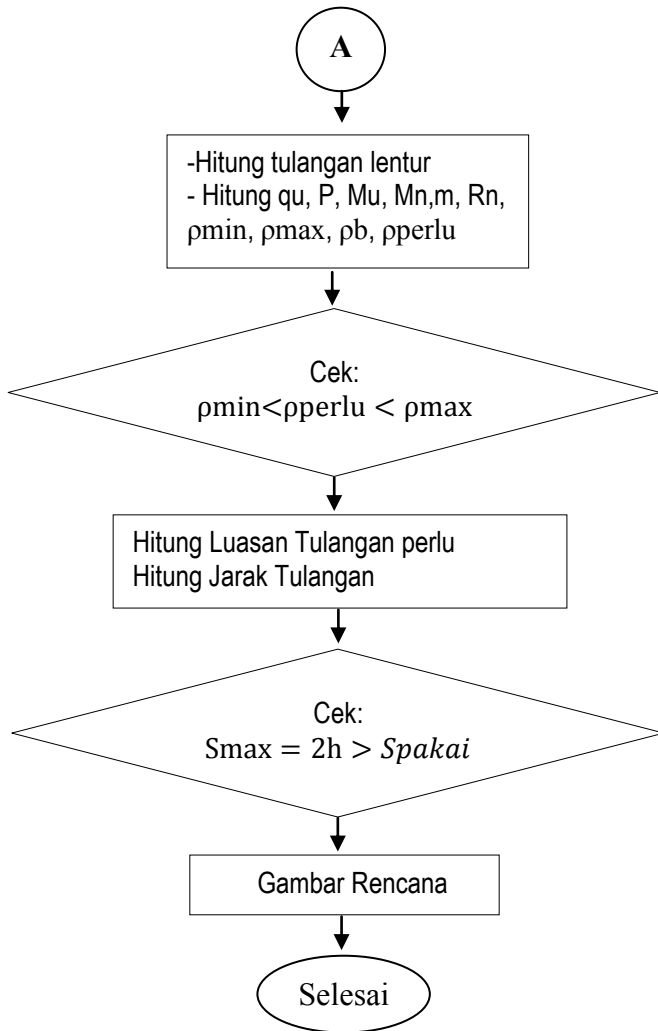 A
-Hitung tulangan lentur
- Hitung qu, P, Mu, Mn,m, Rn,
ρmin, ρmax, ρb, ρperlu
Cek:
ρmin<ρperlu < ρmax
Hitung Luasan Tulangan perlu
Hitung Jarak Tulangan
Cek:
Smax = 2h > Spakai
Gambar Rencana
Selesai